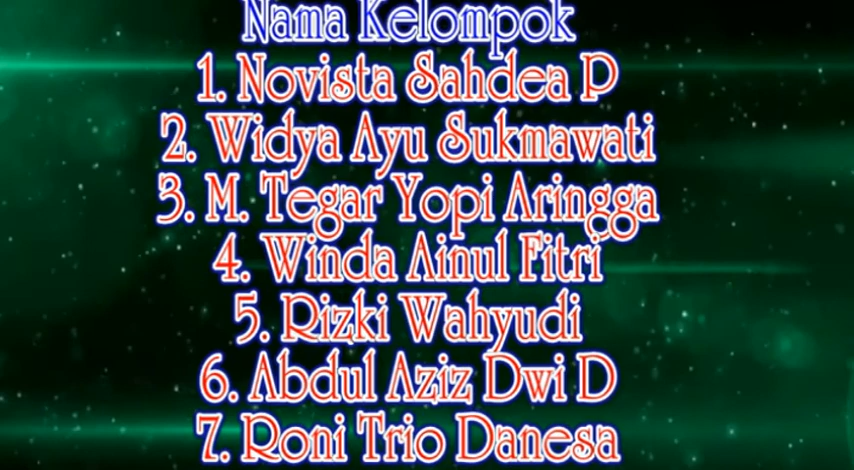 Nama Kelompok
1. Novista Sahdea P
2. Widya Ayu Sukmawati
3. M. Tegar Yopi Aringga
4. Winda Ainul Fitri
5. Rizki Wahyudi
6. Abdul Aziz Dwi D
7. Roni Trio Danesa